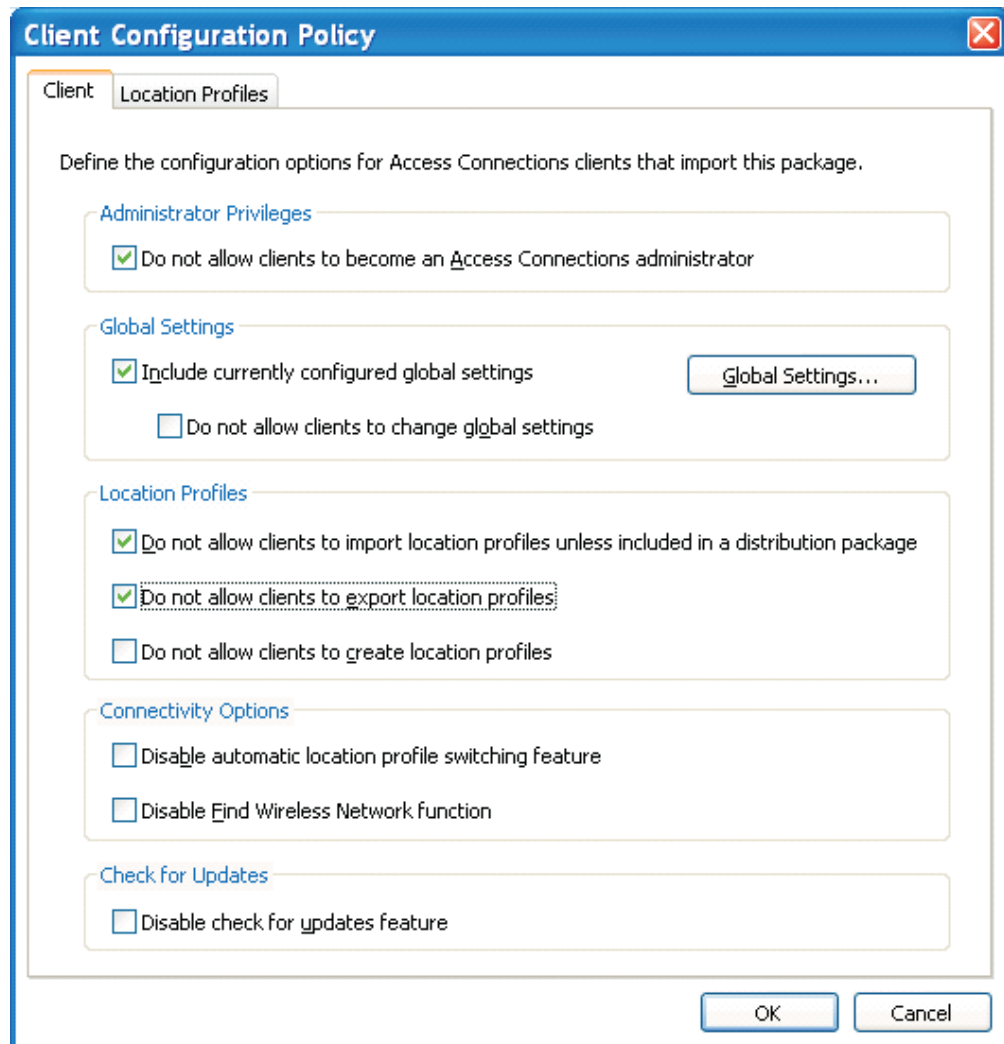 Client Configuration Policy
Client
Location Profiles
Define the configuration options for Access Connections clients that import this package.
Administrator Privileges
Do not allow clients to become an Access Connections administrator
Global Settings
Include currently configured global settings
Global Settings...
Do not allow clients to change global settings
Location Profiles
Do not allow clients to import location profiles unless included in a distribution package
Do not allow clients to export location profiles
Do not allow clients to create location profiles
Connectivity Options
Disable automatic location profile switching feature
Disable Find Wireless Network function
Check for Updates
Disable check for updates feature
OK
Cancel